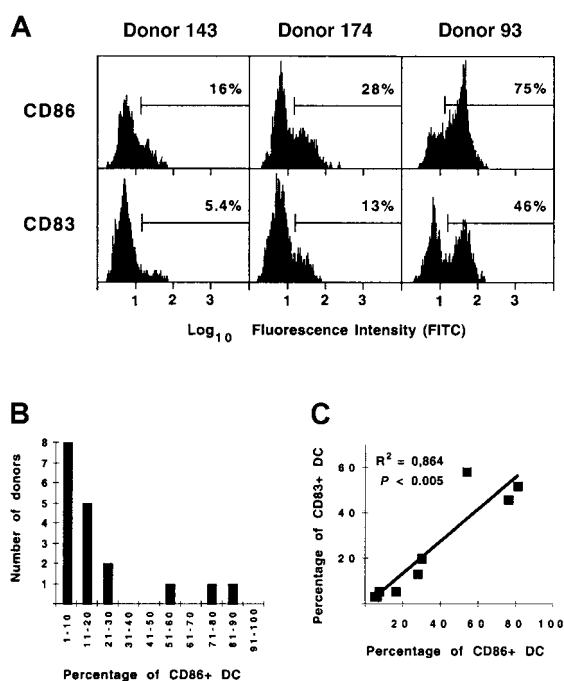 A
Donor 143 Donor 174 Donor 93
CD86
16% 28% 75%
CD83
5.4% 13% 46%
1 2 3 1 2 3 1 2 3
Log10 Fluorescence Intensity (FITC)
B
Number of donors
8
7
6
5
4
3
2
1
1-10 11-20 21-30 31-40 41-50 51-60 61-70 71-80 81-90 91-100
Percentage of CD86+ DC
C
R2 = 0,864
P < 0.005
Percentage of CD83+ DC
60
40
20
20 40 60 80 100
Percentage of CD86+ DC